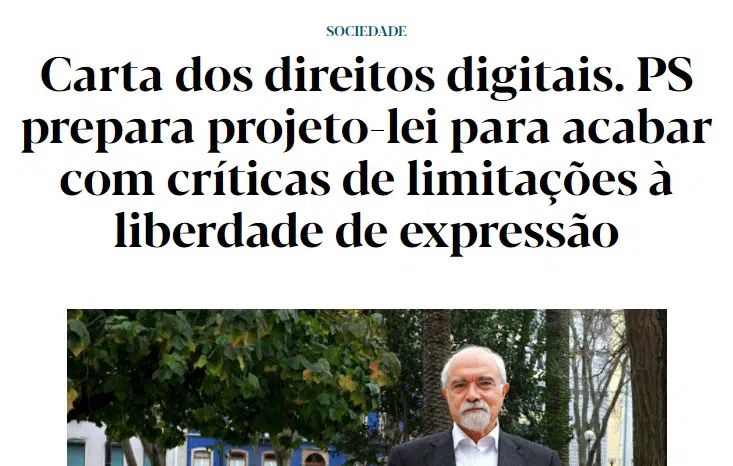 SOCIEDADE
Carta dos direitos digitais. PS
prepara projeto-lei para acabar
com críticas de limitações à
liberdade de expressão